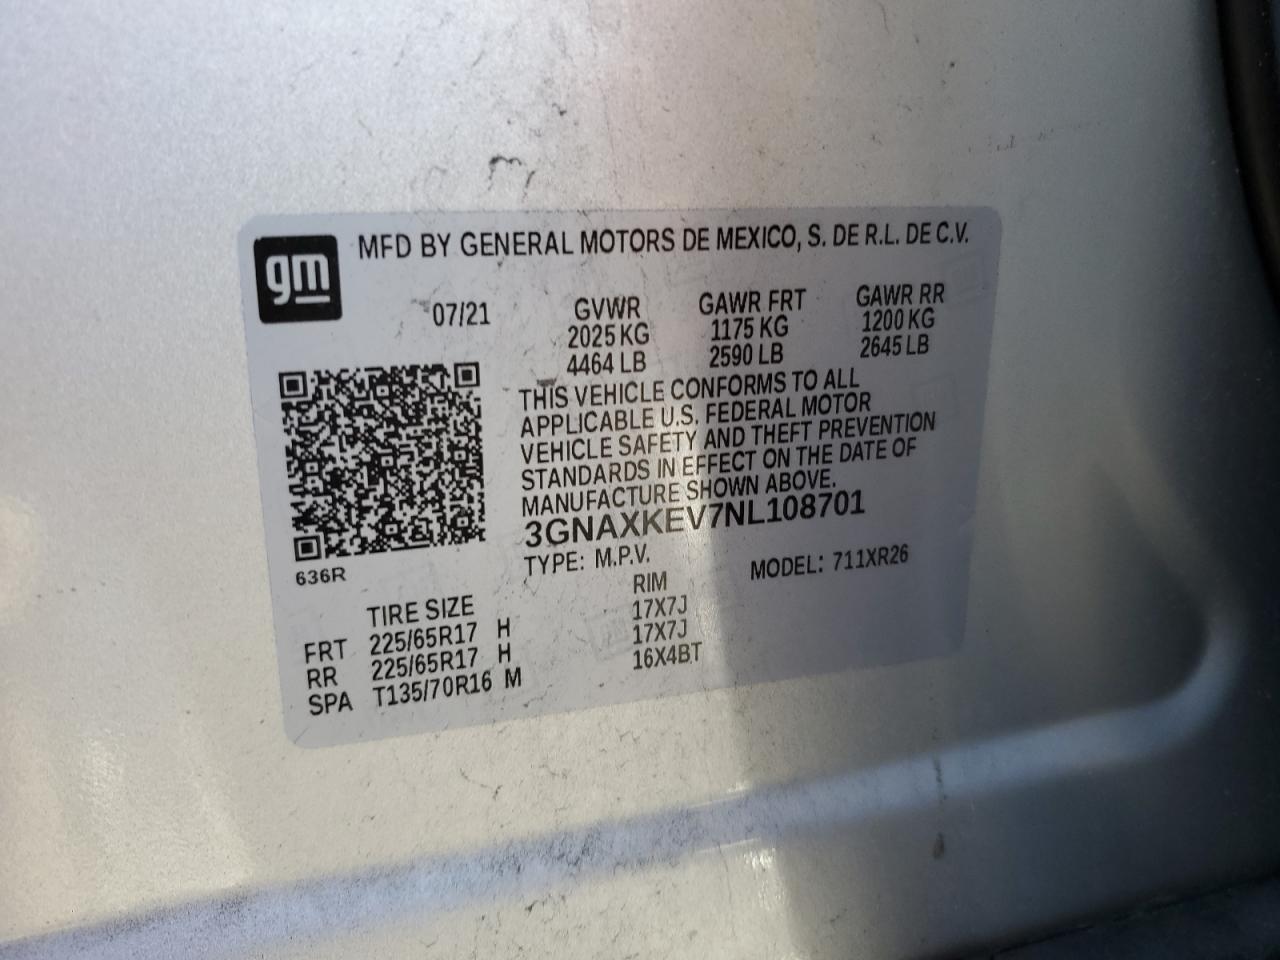 gm
MFD BY GENERAL MOTORS DE MEXICO, S. DE R.L. DE C.V.
07/21 GVWR GAWR FRT GAWR RR
2025 KG 1175 KG 1200 KG
4464 LB 2590 LB 2645 LB
THIS VEHICLE CONFORMS TO ALL
APPLICABLE U.S. FEDERAL MOTOR
VEHICLE SAFETY AND THEFT PREVENTION
STANDARDS IN EFFECT ON THE DATE OF
MANUFACTURE SHOWN ABOVE.
3GNAXKEV7NL108701
TYPE: M.P.V. MODEL: 711XR26
636R
TIRE SIZE RIM
FRT 225/65R17 H 17X7J
RR 225/65R17 H 17X7J
SPA T135/70R16 M 16X4BT